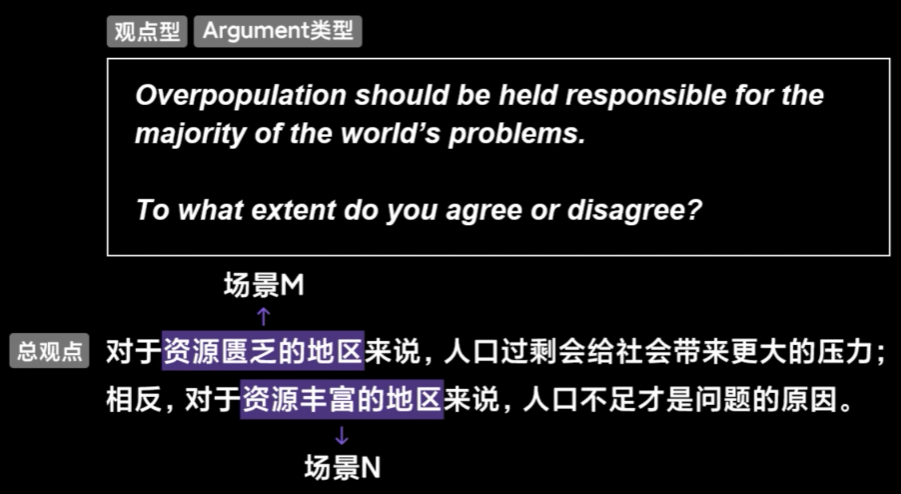 观点型 Argument类型
Overpopulation should be held responsible for the
majority of the world's problems.
To what extent do you agree or disagree?
场景M
↑
总观点 对于资源匮乏的地区来说，人口过剩会给社会带来更大的压力；
相反，对于资源丰富的地区来说，人口不足才是问题的原因。
↓
场景N